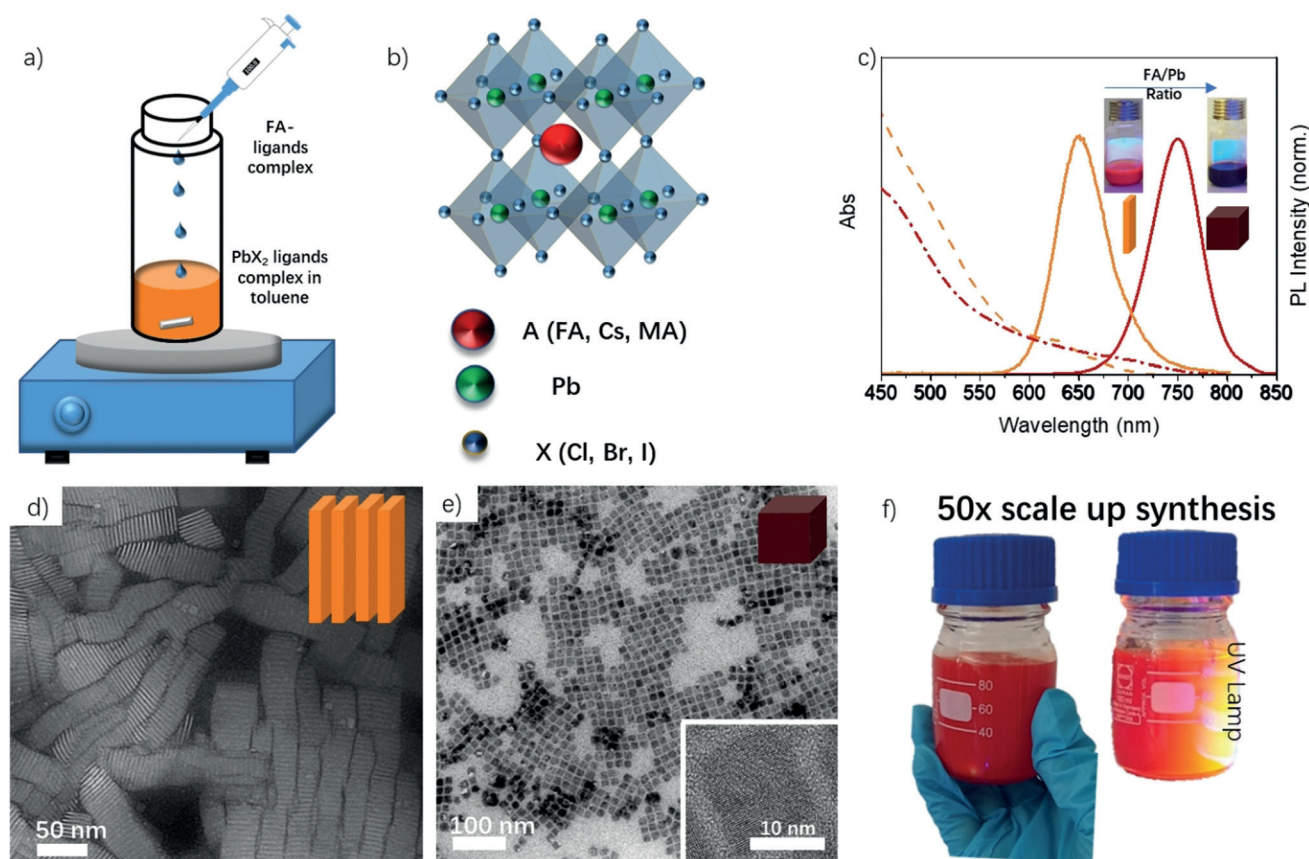 a)
FA-
ligands
complex
PbX₂ ligands
complex in
toluene
b)
A (FA, Cs, MA)
Pb
X (Cl, Br, I)
c)
FA/Pb
Ratio
Abs
PL Intensity (norm.)
450 500 550 600 650 700 750 800 850
Wavelength (nm)
d)
50 nm
e)
100 nm
10 nm
f)
50x scale up synthesis
80
60
40
UV Lamp